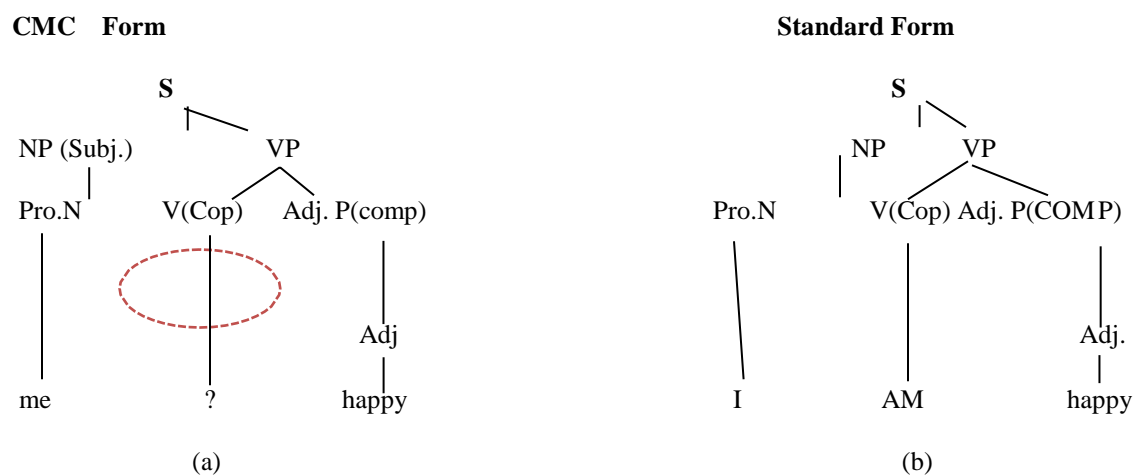 CMC Form Standard Form
S S
NP (Subj.) VP NP VP
Pro.N V(Cop) Adj. P(comp) Pro.N V(Cop) Adj. P(COMP)
Adj Adj.
me ? happy I AM happy
(a) (b)